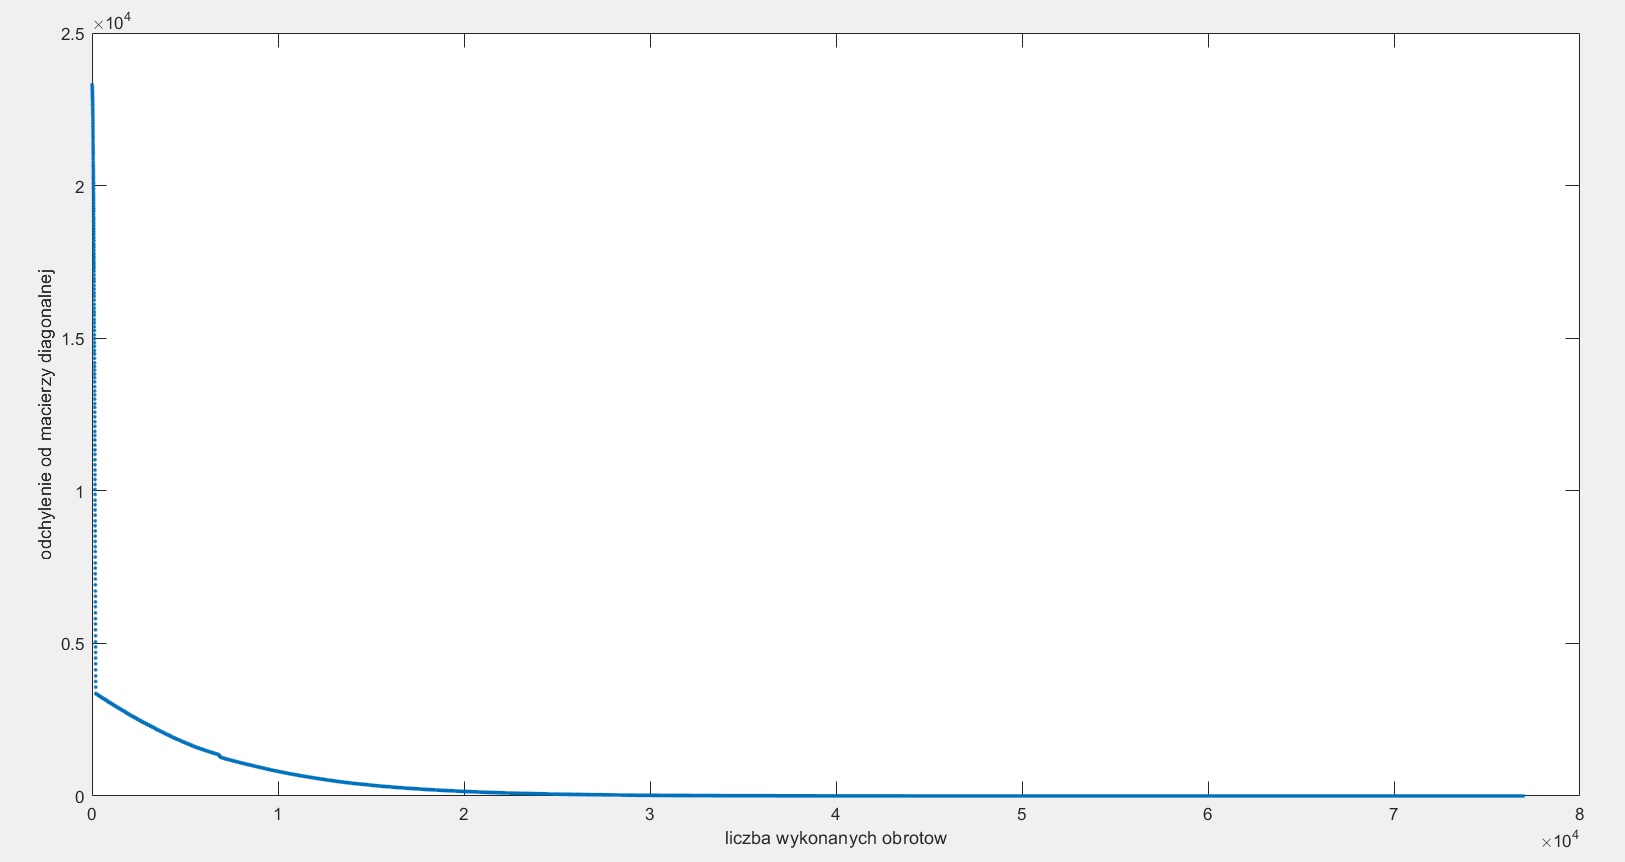 ×10⁴
2.5
2
1.5
1
0.5
0
odchylenie od macierzy diagonalnej
0 1 2 3 4 5 6 7 8
liczba wykonanych obrotow
×10⁴